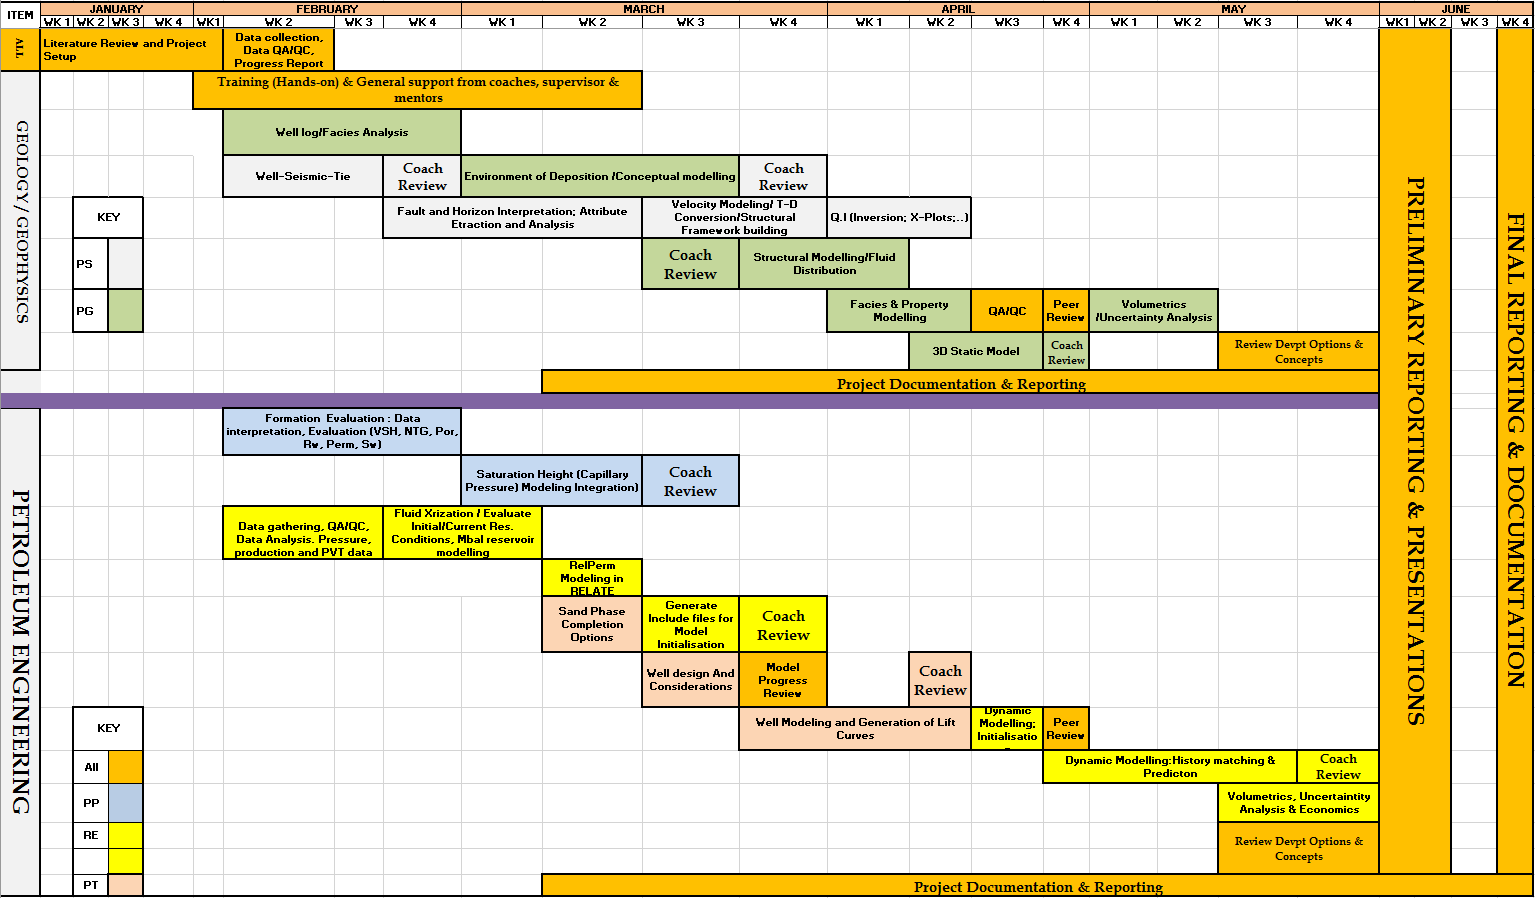 ITEM
JANUARY
FEBRUARY
MARCH
APRIL
MAY
JUNE
WK 1
WK 2
WK 3
WK 4
WK1
WK 2
WK 3
WK 4
WK 1
WK 2
WK 3
WK 4
WK 1
WK 2
WK3
WK 4
WK 1
WK 2
WK 3
WK 4
WK1
WK 2
WK 3
WK 4
Literature Review and Project
Setup
Data collection,
Data QA/QC,
Progress Report
Training (Hands-on) & General support from coaches, supervisor &
mentors
GEOLOGY / GEOPHYSICS
Well log/Facies Analysis
Well-Seismic-Tie
Coach
Review
Environment of Deposition /Conceptual modelling
Coach
Review
KEY
Fault and Horizon Interpretation; Attribute
Etraction and Analysis
Velocity Modeling/ T-D
Conversion/Structural
Framework building
Q.I (Inversion; X-Plots;..)
PS
Coach
Review
Structural Modelling/Fluid
Distribution
PG
Facies & Property
Modelling
QA/QC
Peer
Review
Volumetrics
/Uncertainty Analysis
3D Static Model
Coach
Review
Review Devpt Options &
Concepts
Project Documentation & Reporting
PRELIMINARY REPORTING & PRESENTATIONS
FINAL REPORTING & DOCUMENTATION
PETROLEUM ENGINEERING
Formation Evaluation : Data
interpretation, Evaluation (VSH, NTG, Por,
Rw, Perm, Sw)
Saturation Height (Capillary
Pressure) Modeling Integration)
Coach
Review
Data gathering, QA/QC,
Data Analysis. Pressure,
production and PVT data
Fluid Xrization / Evaluate
Initial/Current Res.
Conditions, Mbal reservoir
modelling
RelPerm
Modeling in
RELATE
Sand Phase
Completion
Options
Generate
Include files for
Model
Initialisation
Coach
Review
Well design And
Considerations
Model
Progress
Review
Coach
Review
KEY
Well Modeling and Generation of Lift
Curves
Dynamic
Modelling;
Initialisatio
Peer
Review
All
Dynamic Modelling:History matching &
Predicton
Coach
Review
PP
Volumetrics, Uncertaintity
Analysis & Economics
RE
Review Devpt Options &
Concepts
PT
Project Documentation & Reporting